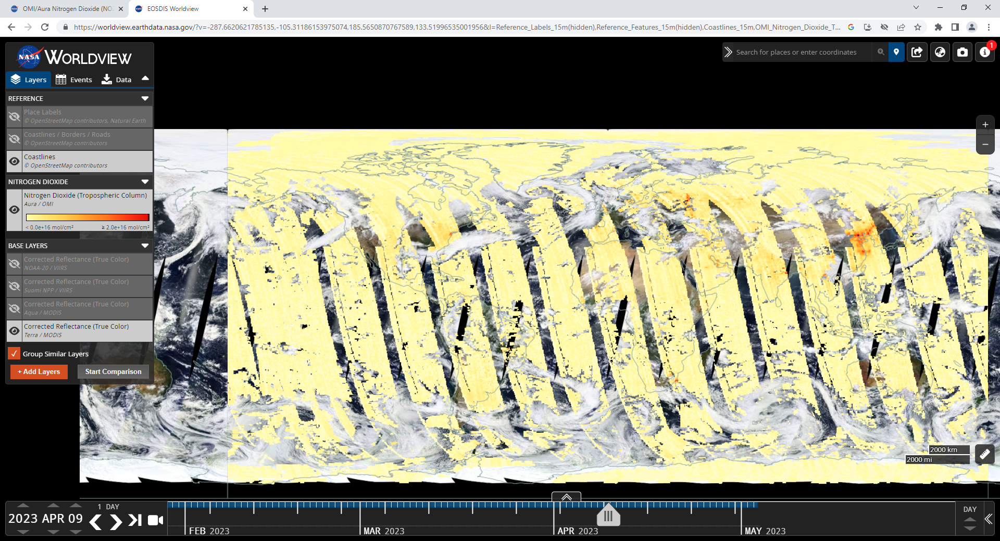 OMI/Aura Nitrogen Dioxide (NO
EOSDIS Worldview
https://worldview.earthdata.nasa.gov/?v=-287.6620621785135,-105.31186153975074,185.5650870767589,133.51996535001956&l=Reference_Labels_15m(hidden),Reference_Features_15m(hidden),Coastlines_15m,OMI_Nitrogen_Dioxide_T...
NASA WORLDVIEW
Search for places or enter coordinates
1
Layers Events Data
REFERENCE
Place Labels
© OpenStreetMap contributors, Natural Earth
Coastlines / Borders / Roads
© OpenStreetMap contributors
Coastlines
© OpenStreetMap contributors
NITROGEN DIOXIDE
Nitrogen Dioxide (Tropospheric Column)
Aura / OMI
< 0.0e+16 mol/cm² ≥ 2.0e+16 mol/cm²
BASE LAYERS
Corrected Reflectance (True Color)
NOAA-20 / VIIRS
Corrected Reflectance (True Color)
Suomi NPP / VIIRS
Corrected Reflectance (True Color)
Aqua / MODIS
Corrected Reflectance (True Color)
Terra / MODIS
Group Similar Layers
+ Add Layers Start Comparison
2000 km
2000 mi
1 DAY
2023 APR 09
FEB 2023
MAR 2023
APR 2023
MAY 2023
DAY